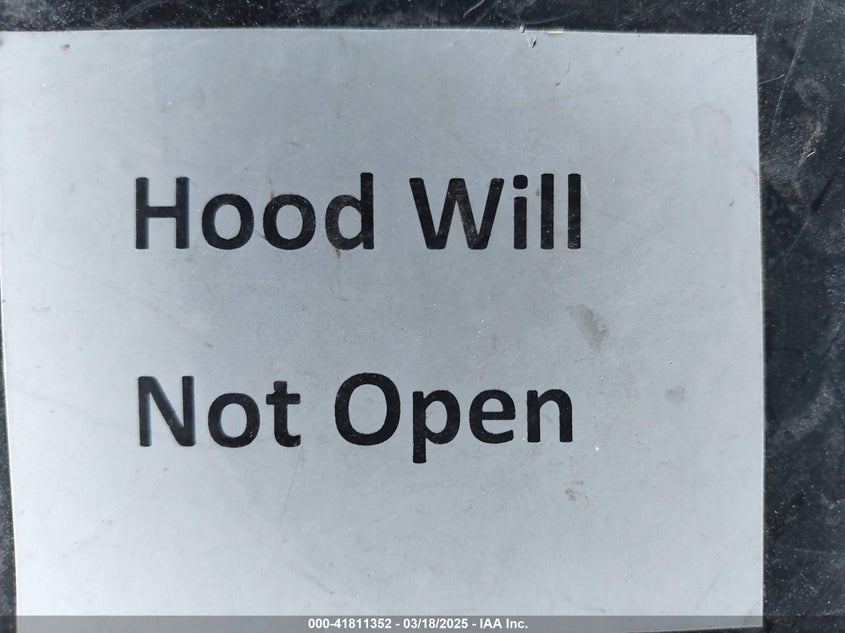 Hood Will
Not Open
000-41811352 - 03/18/2025 - IAA Inc.